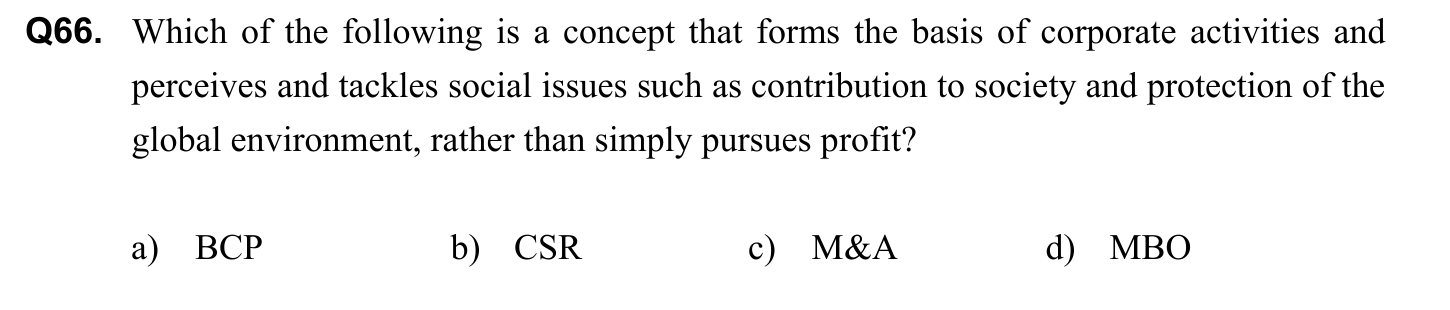 Q66. Which of the following is a concept that forms the basis of corporate activities and
perceives and tackles social issues such as contribution to society and protection of the
global environment, rather than simply pursues profit?
a) BCP b) CSR c) M&A d) MBO